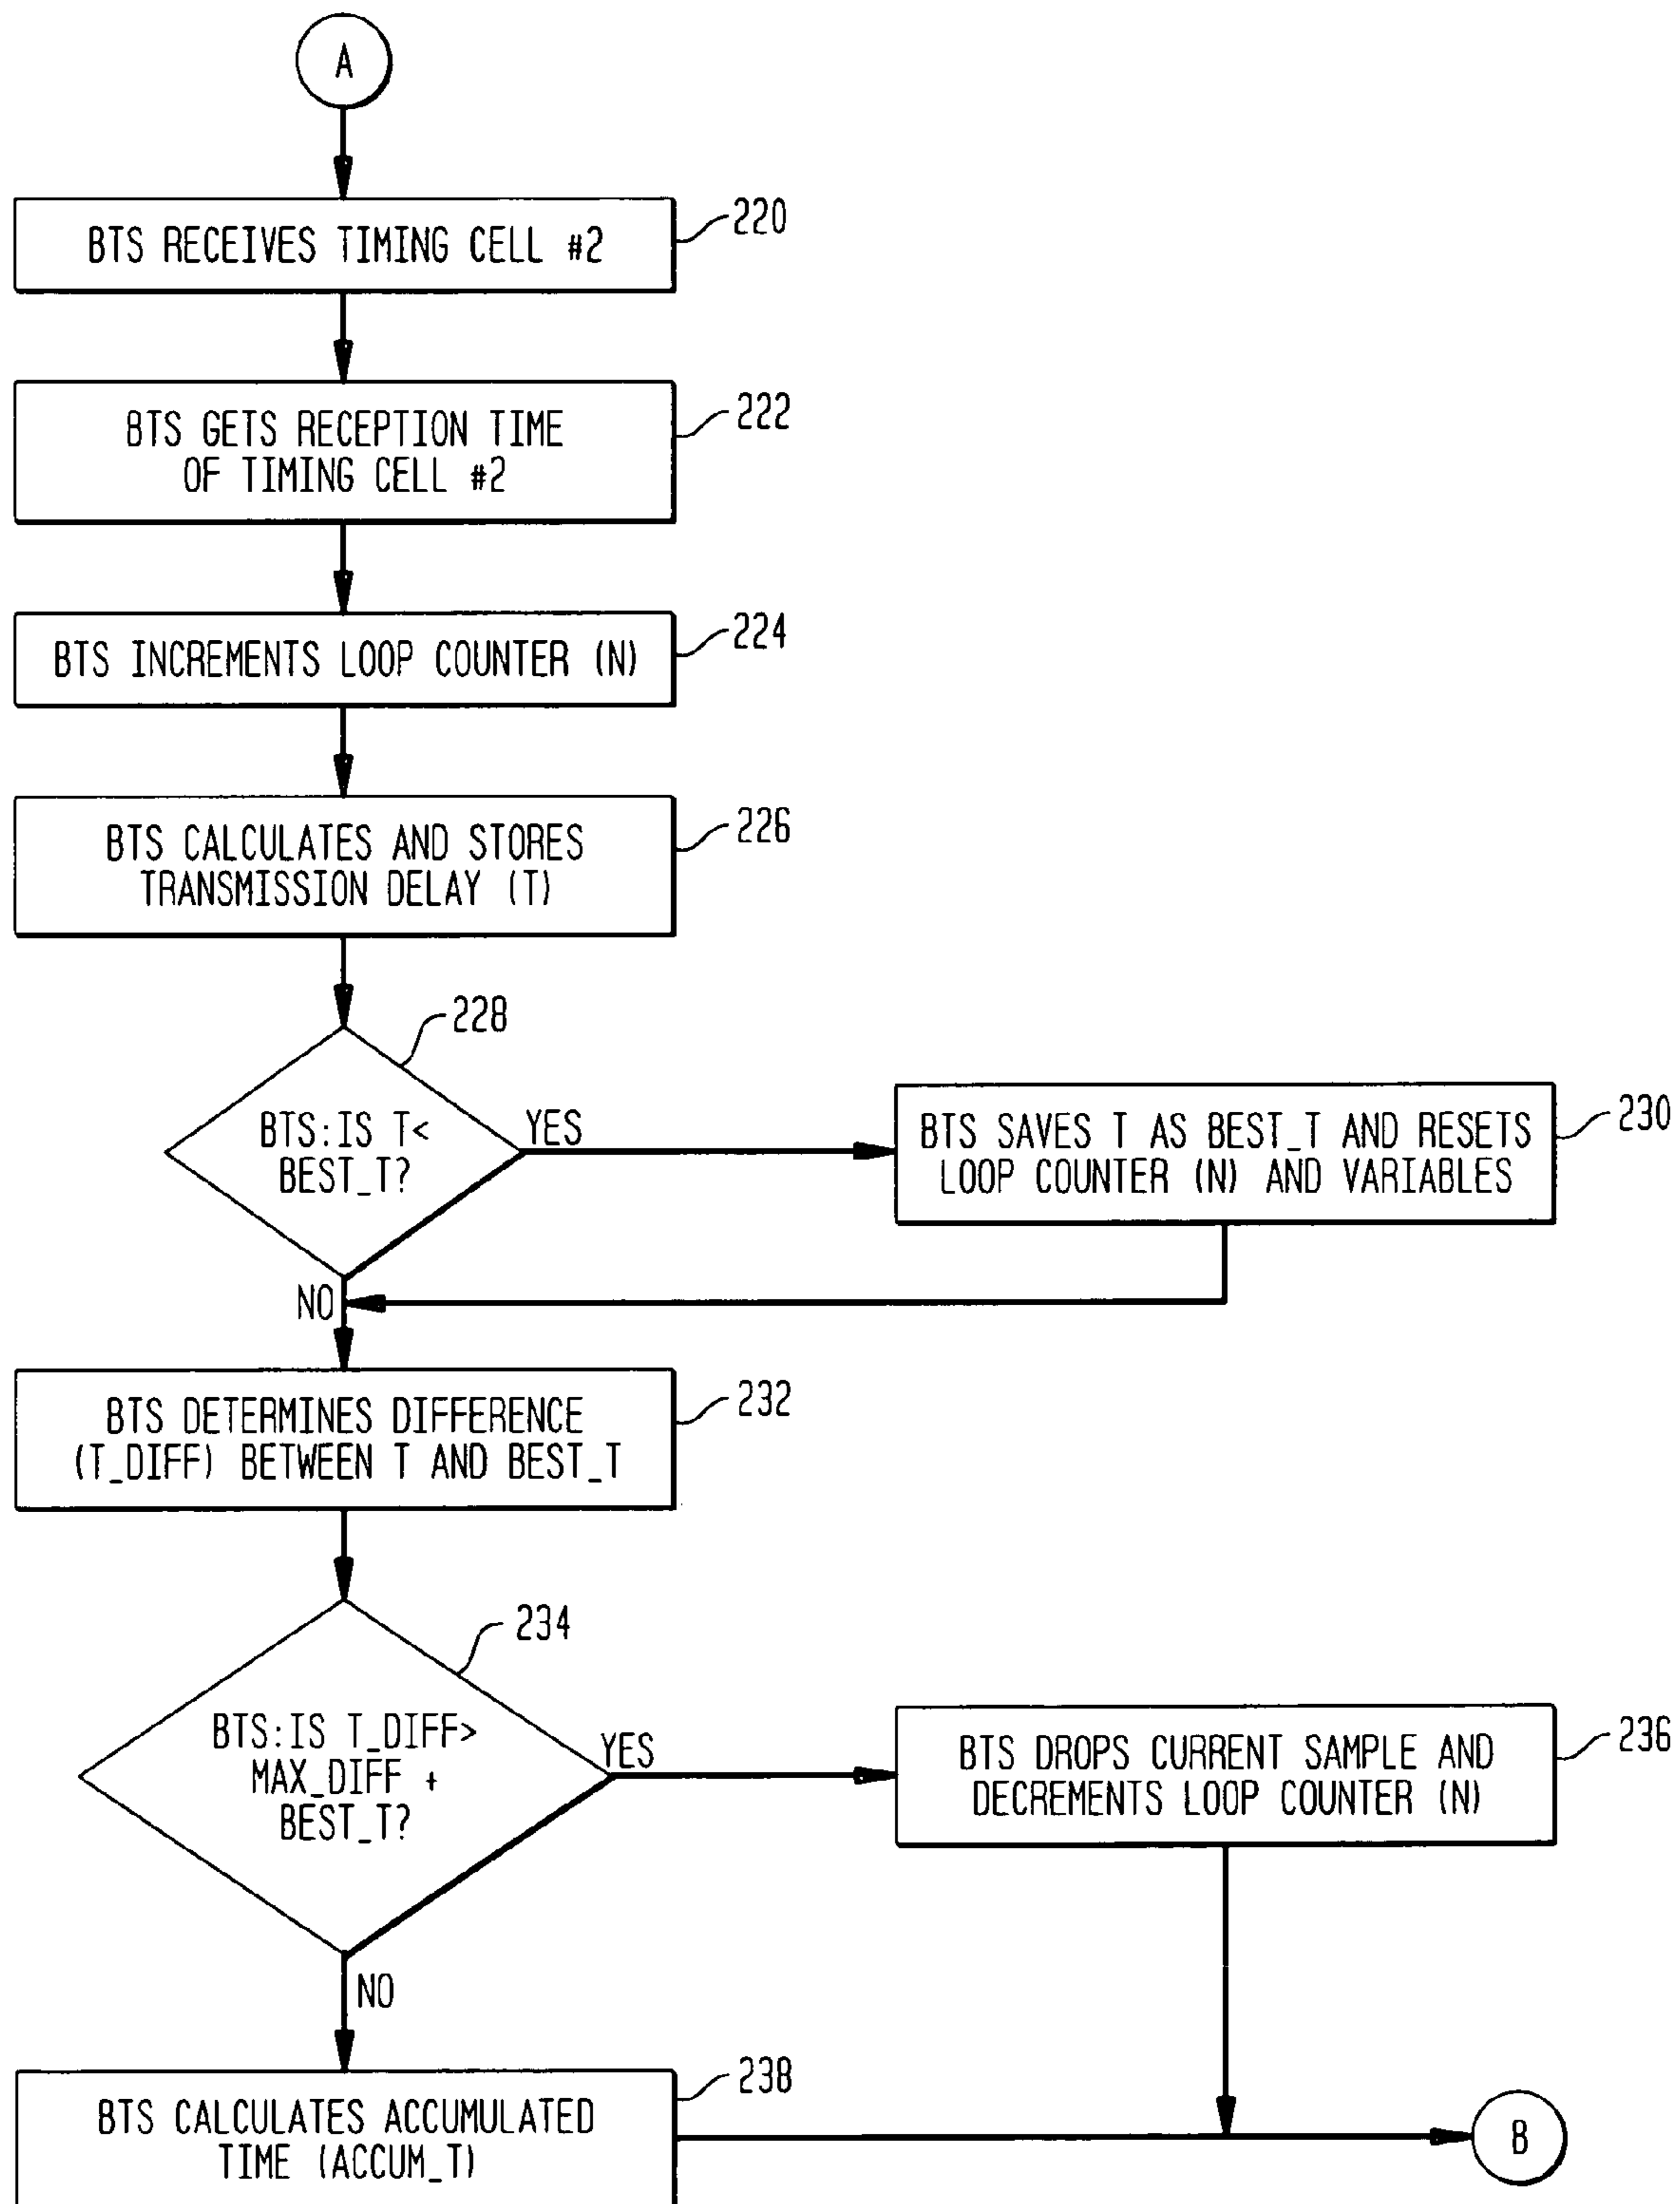 A
BTS RECEIVES TIMING CELL #2
220
BTS GETS RECEPTION TIME
OF TIMING CELL #2
222
BTS INCREMENTS LOOP COUNTER (N)
224
BTS CALCULATES AND STORES
TRANSMISSION DELAY (T)
226
228
BTS:IS T<
BEST_T?
YES
NO
BTS SAVES T AS BEST_T AND RESETS
LOOP COUNTER (N) AND VARIABLES
230
BTS DETERMINES DIFFERENCE
(T_DIFF) BETWEEN T AND BEST_T
232
234
BTS:IS T_DIFF>
MAX_DIFF +
BEST_T?
YES
NO
BTS DROPS CURRENT SAMPLE AND
DECREMENTS LOOP COUNTER (N)
236
BTS CALCULATES ACCUMULATED
TIME (ACCUM_T)
238
B